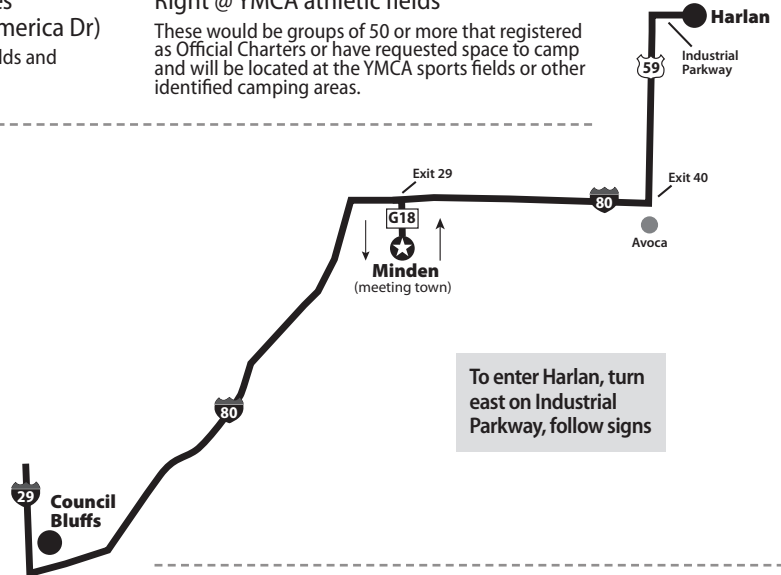 es
merica Dr)
lds and
Right @ YMCA athletic fields
These would be groups of 50 or more that registered
as Official Charters or have requested space to camp
and will be located at the YMCA sports fields or other
identified camping areas.
Harlan
Industrial
Parkway
59
Exit 29
Exit 40
80
G18
Avoca
Minden
(meeting town)
To enter Harlan, turn
east on Industrial
Parkway, follow signs
80
29
Council
Bluffs